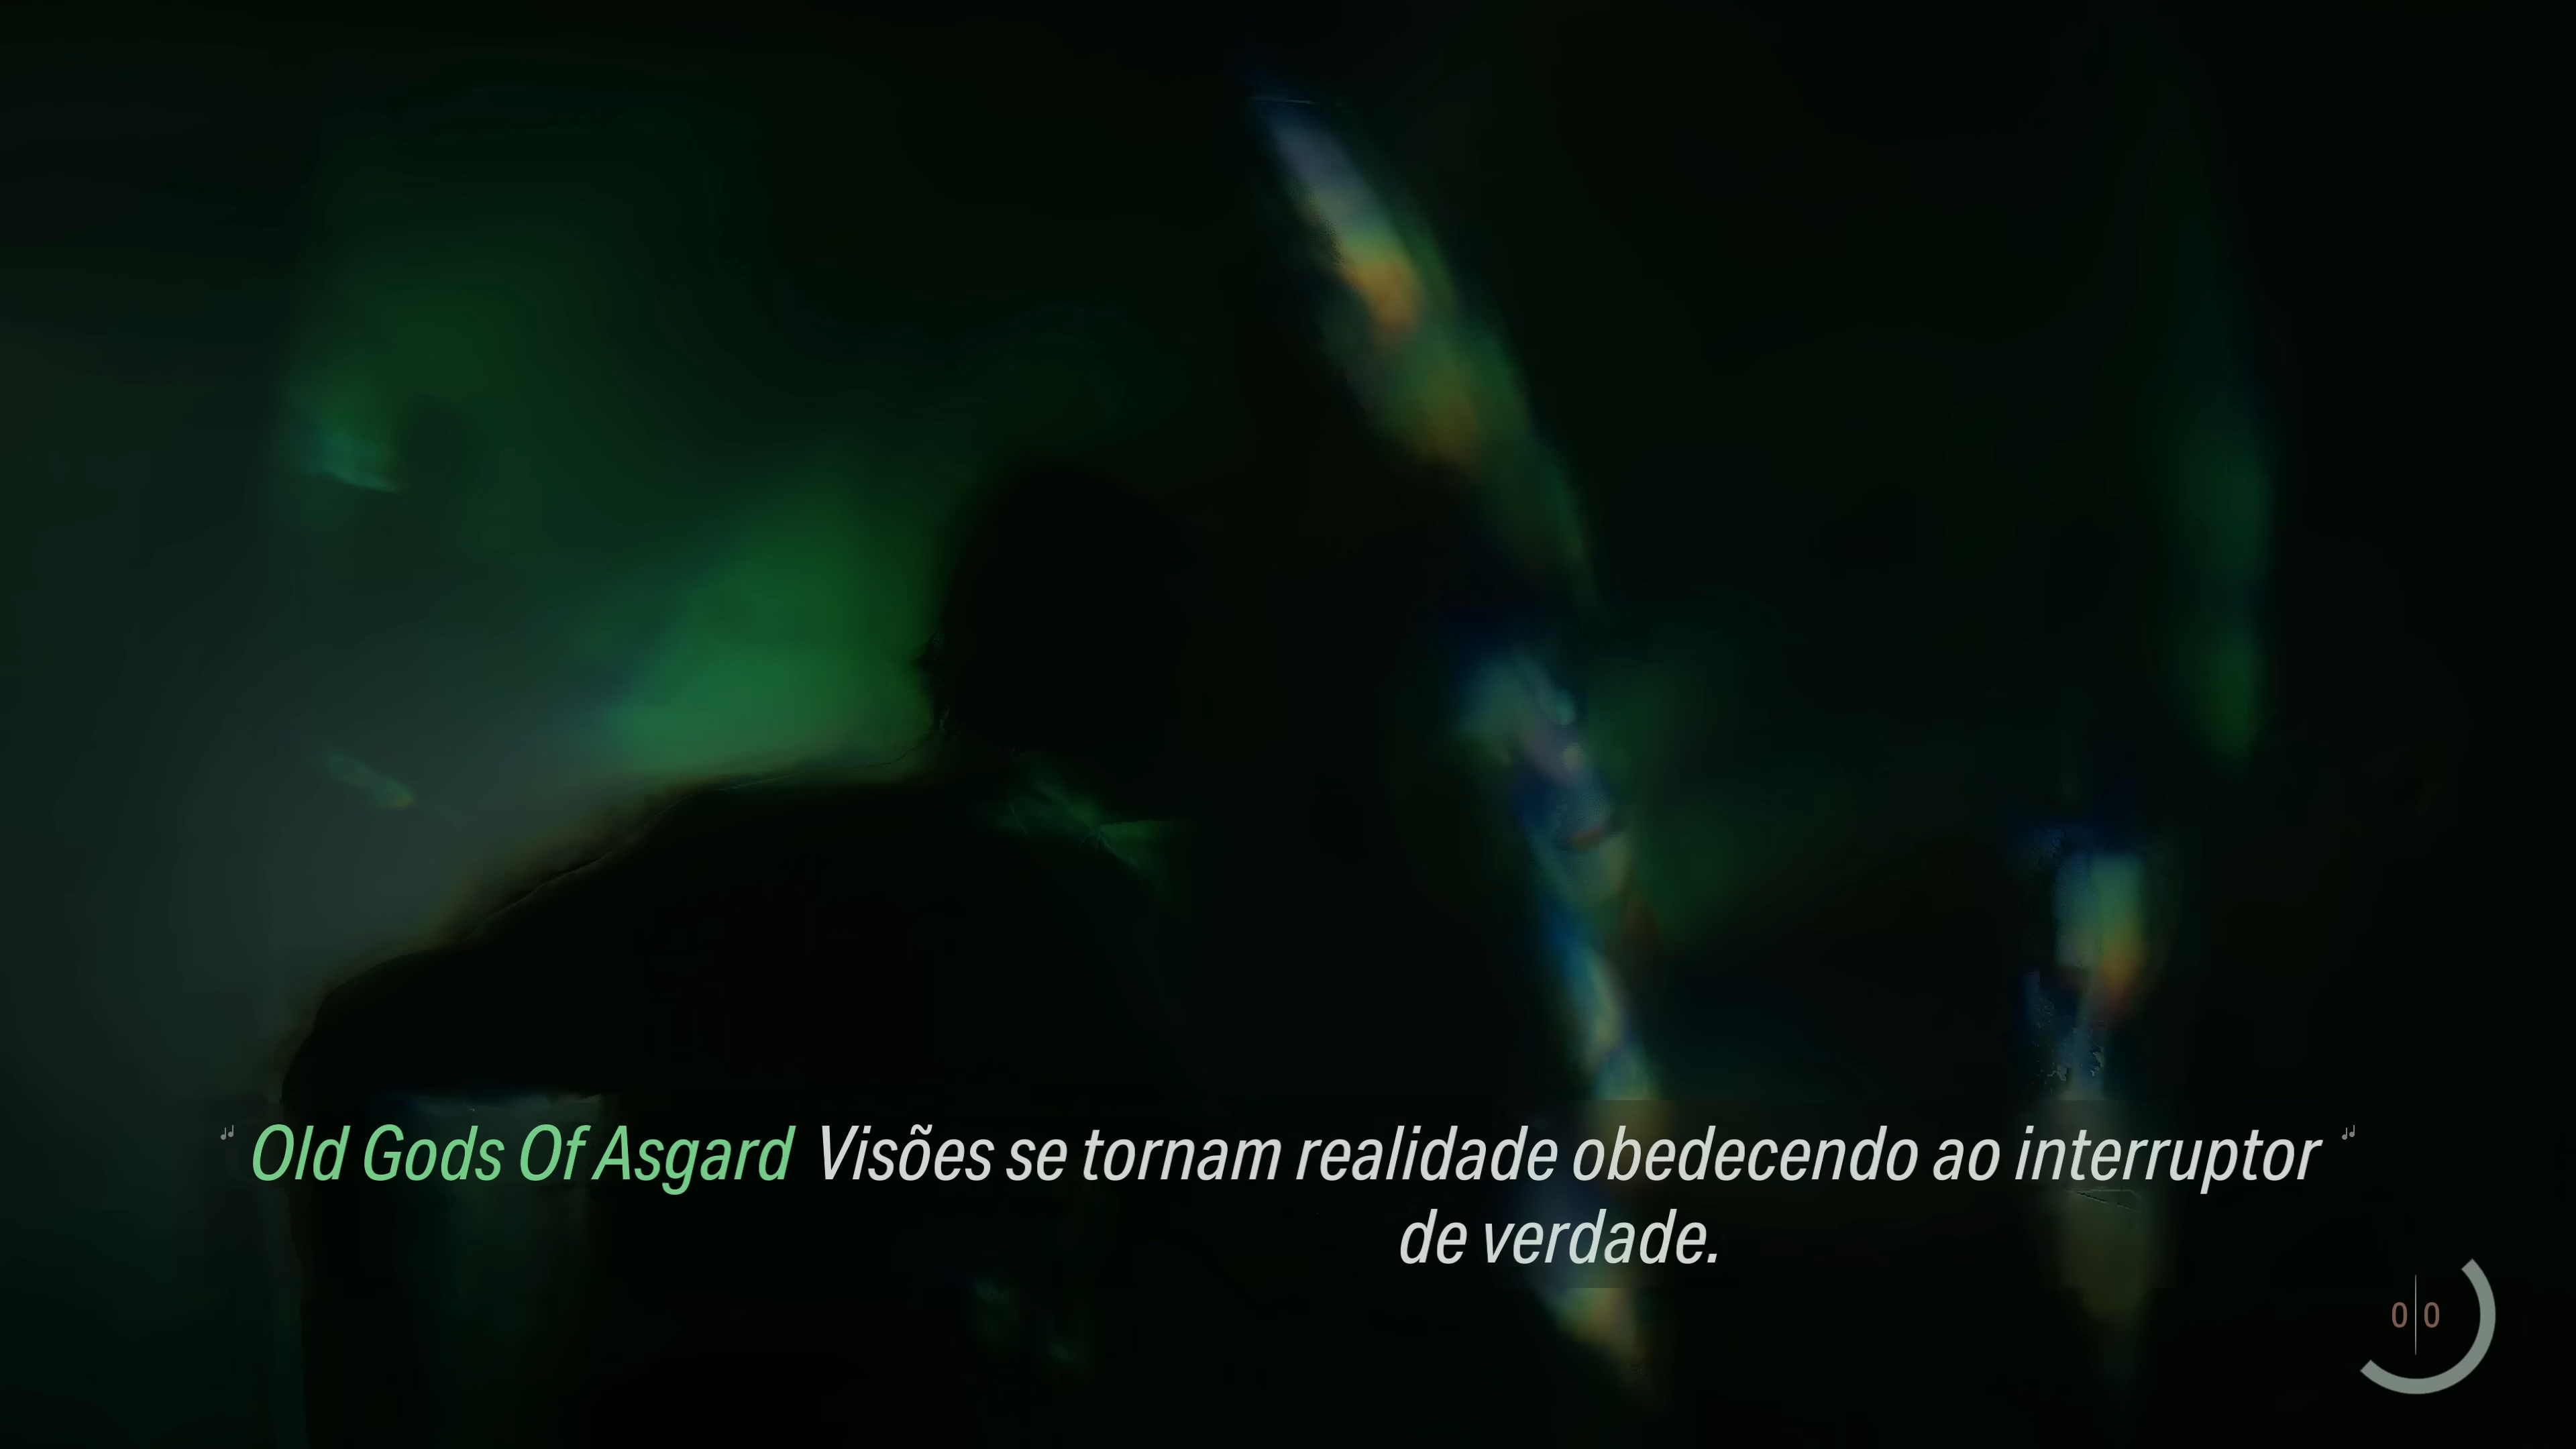 Old Gods Of Asgard Visões se tornam realidade obedecendo ao interruptor
de verdade.
0|0